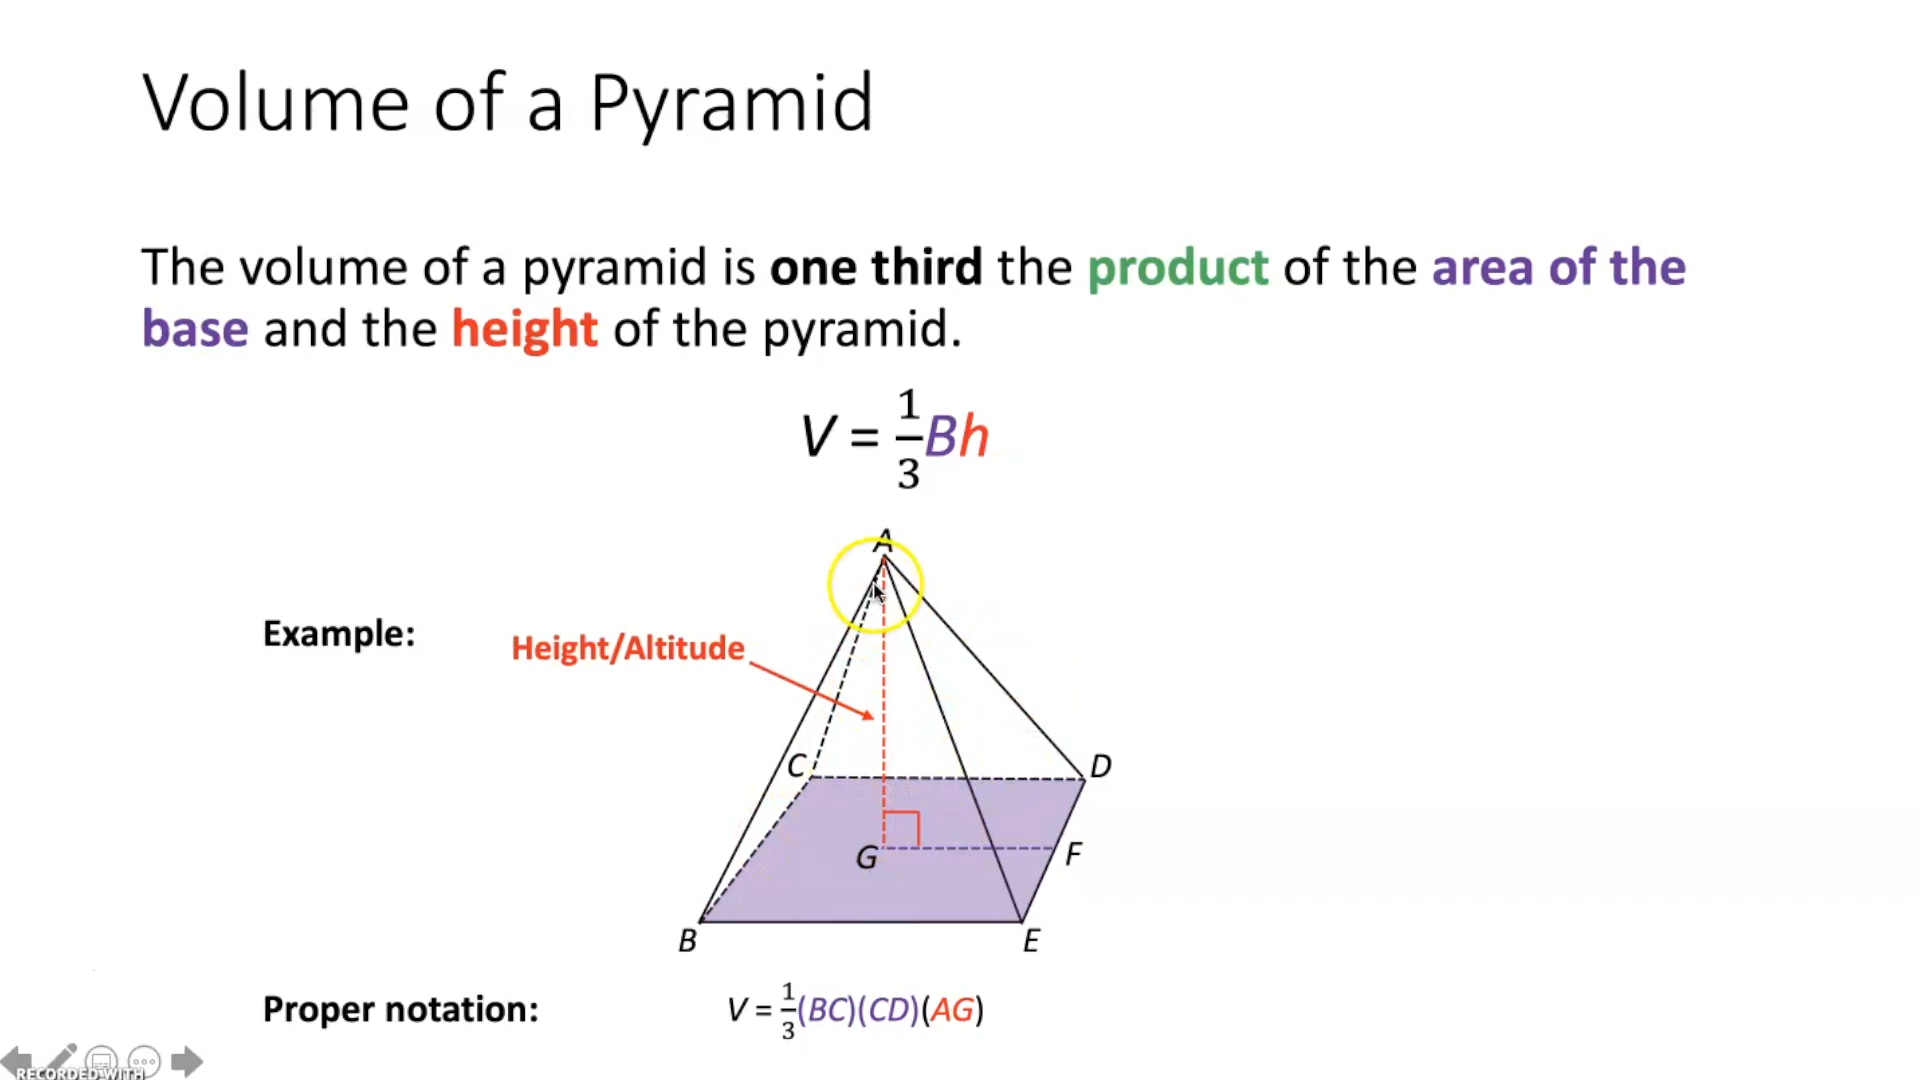 Volume of a Pyramid
The volume of a pyramid is one third the product of the area of the
base and the height of the pyramid.
V = 1/3 Bh
A
Example:
Height/Altitude
C
D
G
F
B
E
Proper notation:
V = 1/3 (BC)(CD)(AG)
RECORDED WITH